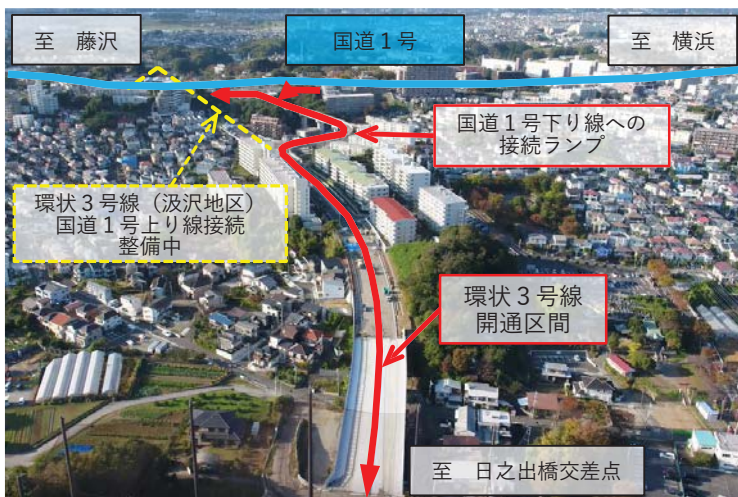 至 藤沢
国道1号
至 横浜
国道1号下り線への
接続ランプ
環状3号線（汲沢地区）
国道1号上り線接続
整備中
環状3号線
開通区間
至 日之出橋交差点